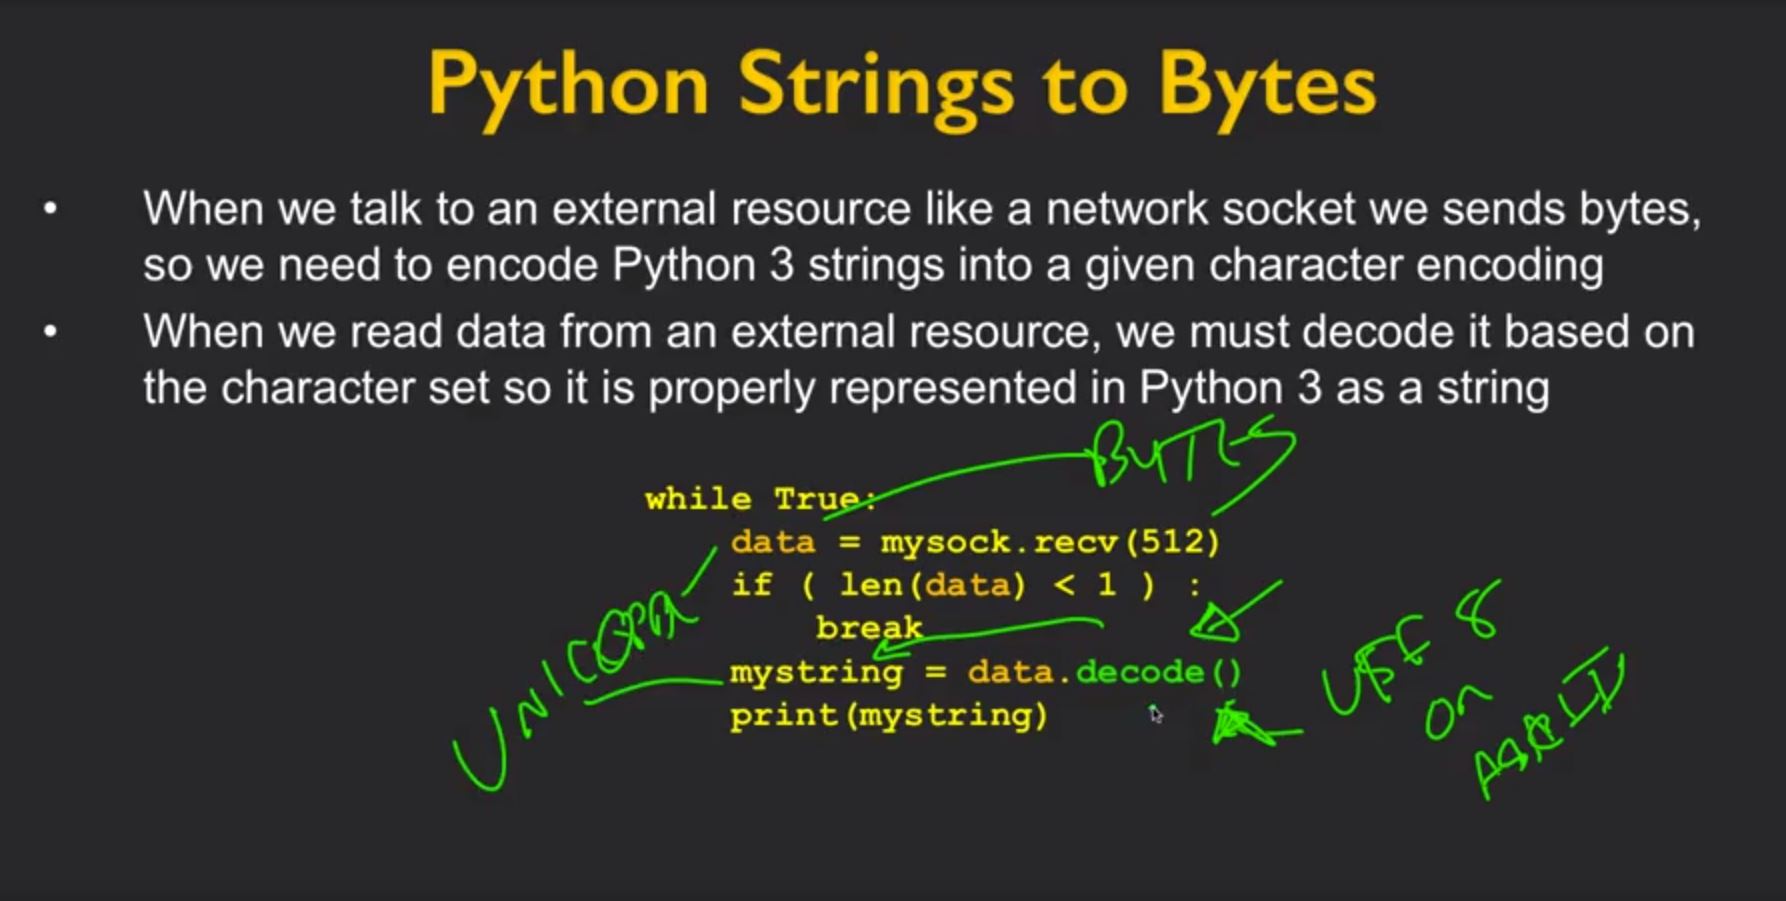 Python Strings to Bytes
• When we talk to an external resource like a network socket we sends bytes,
so we need to encode Python 3 strings into a given character encoding
• When we read data from an external resource, we must decode it based on
the character set so it is properly represented in Python 3 as a string
BYTES
while True:
data = mysock.recv(512)
if ( len(data) < 1 ) :
break
mystring = data.decode()
print(mystring)
UNICODE
UTF 8
or